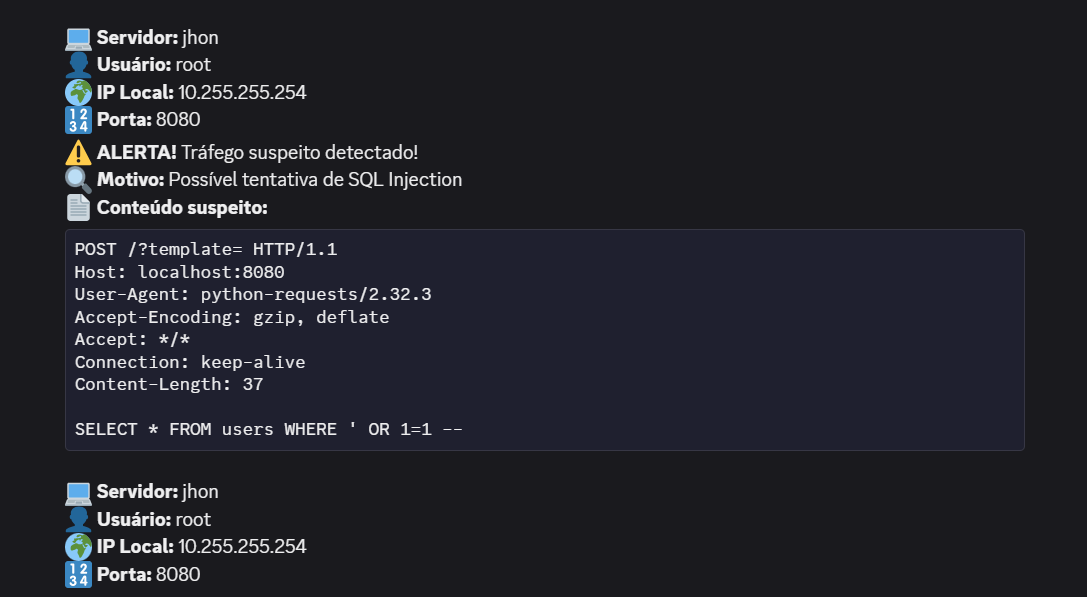 Servidor: jhon
Usuário: root
IP Local: 10.255.255.254
Porta: 8080
ALERTA! Tráfego suspeito detectado!
Motivo: Possível tentativa de SQL Injection
Conteúdo suspeito:
POST /?template= HTTP/1.1
Host: localhost:8080
User-Agent: python-requests/2.32.3
Accept-Encoding: gzip, deflate
Accept: */*
Connection: keep-alive
Content-Length: 37
SELECT * FROM users WHERE ' OR 1=1 --
Servidor: jhon
Usuário: root
IP Local: 10.255.255.254
Porta: 8080